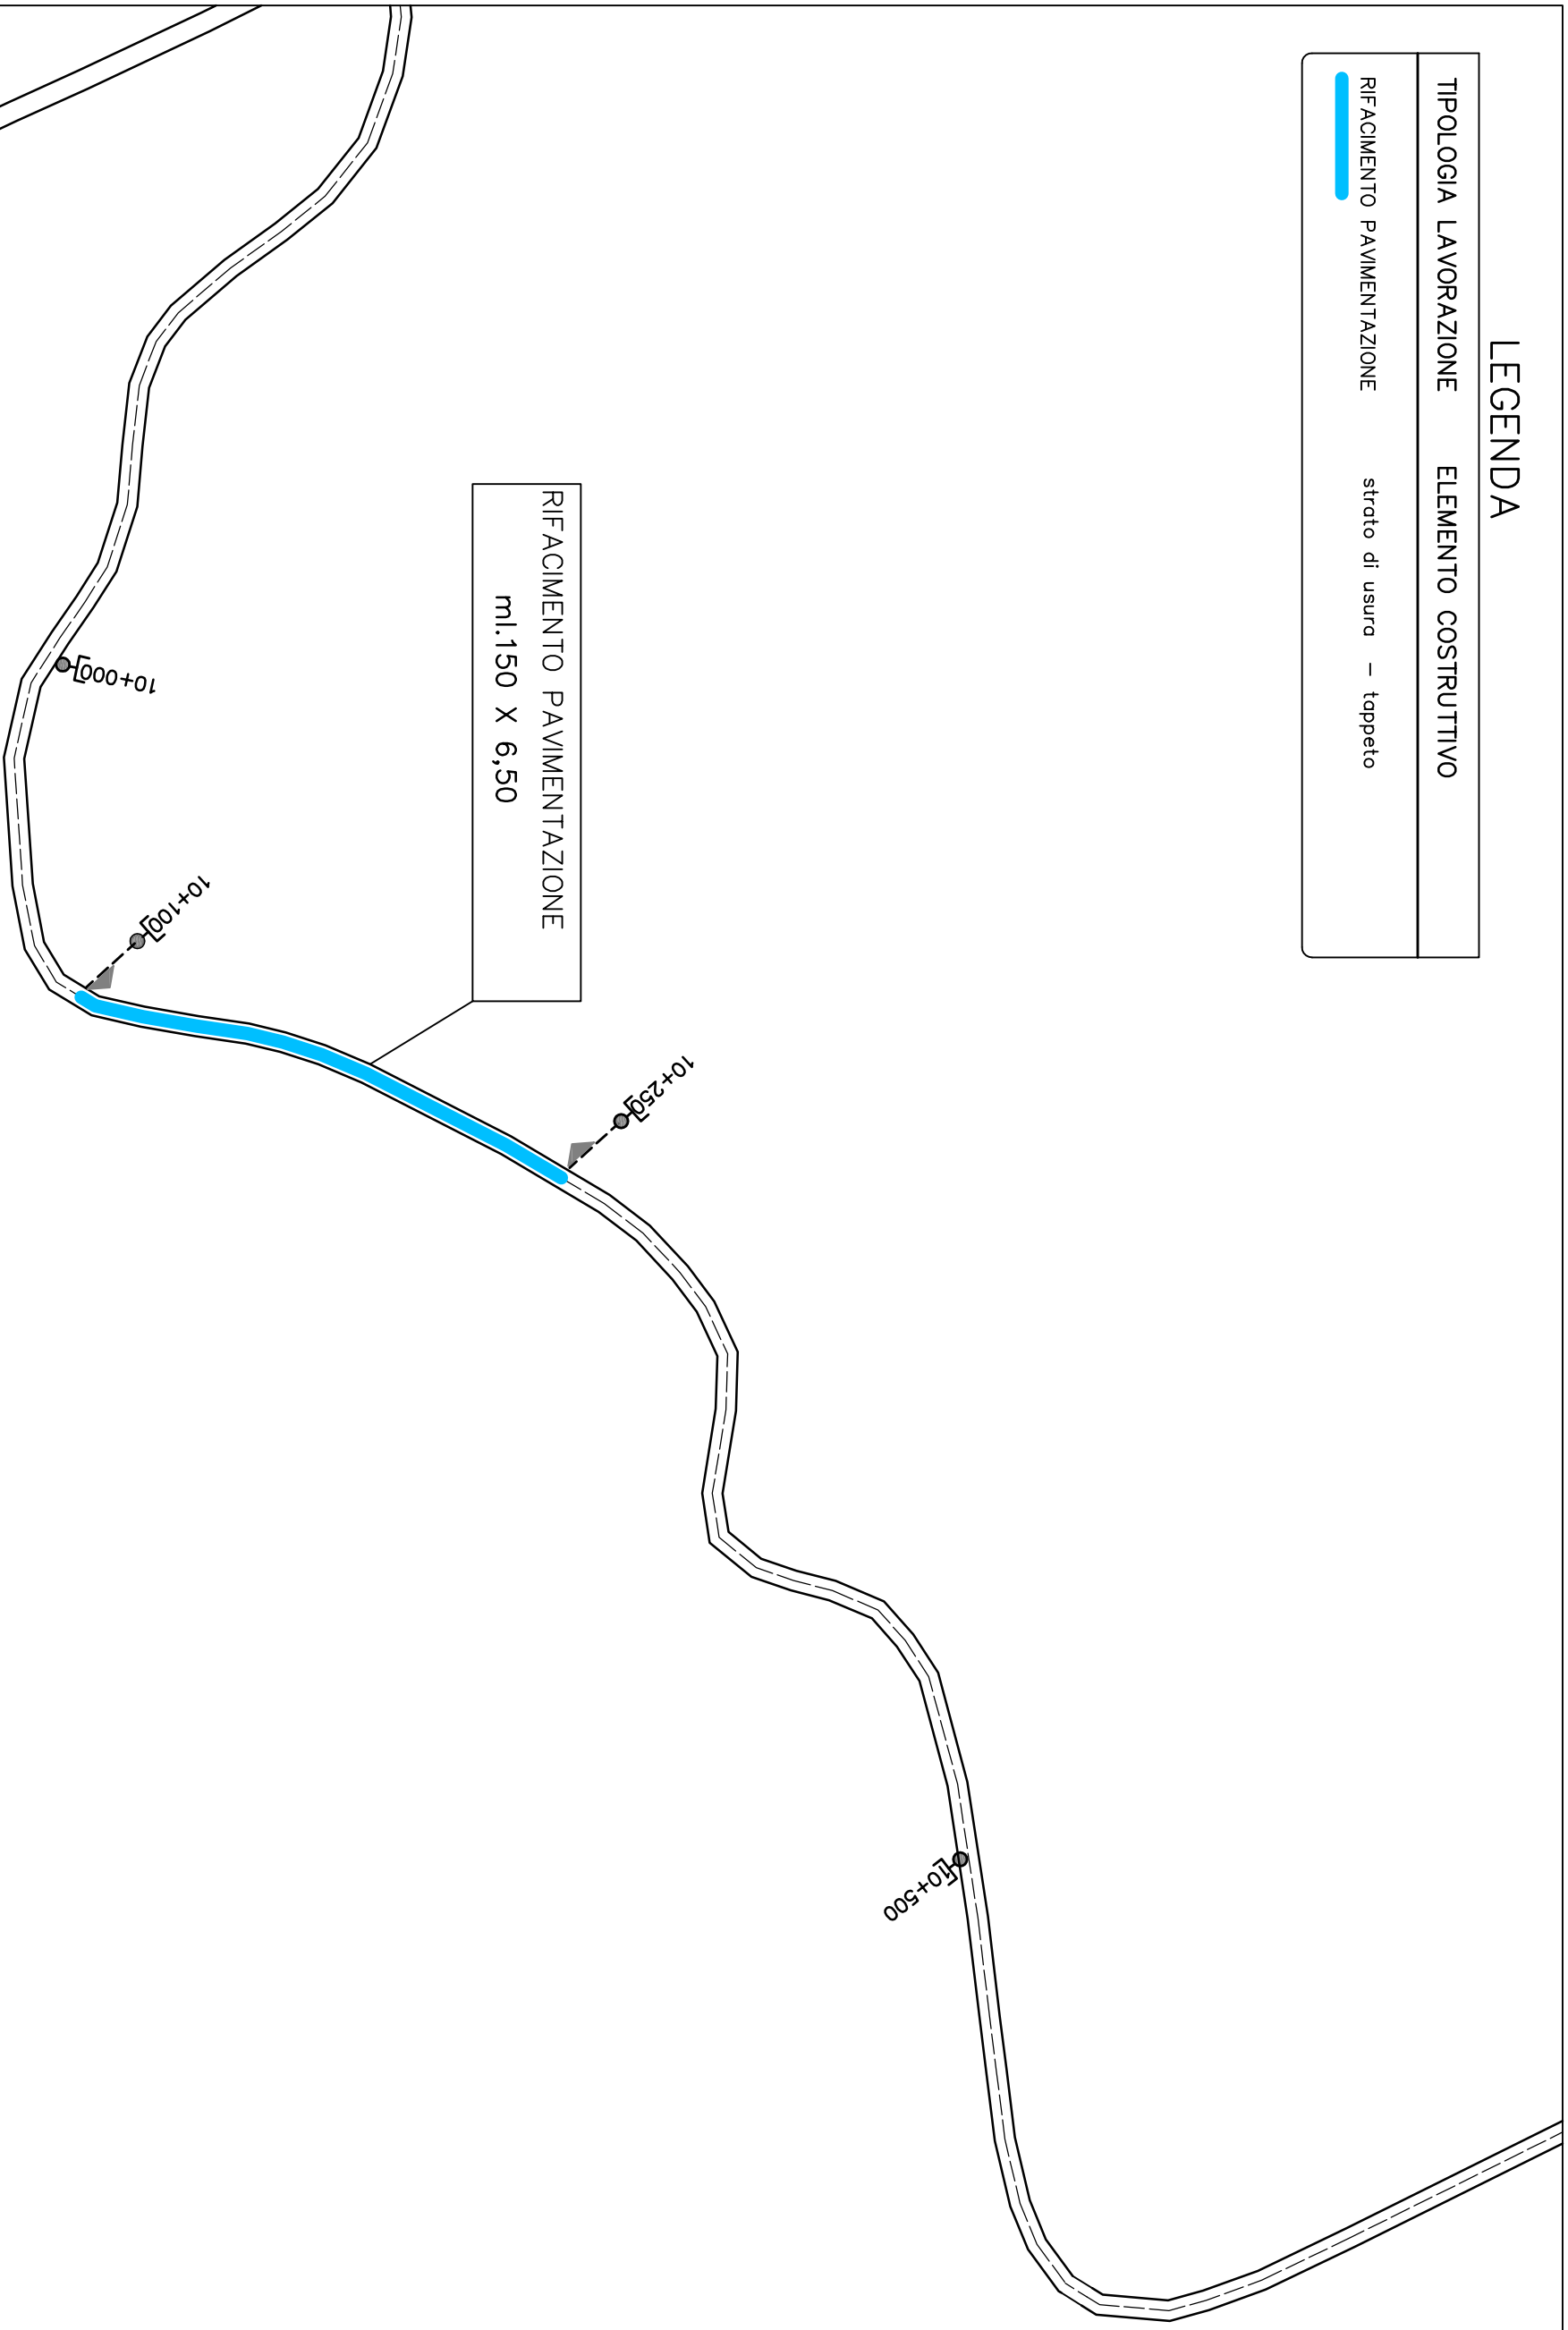 LEGENDA
TIPOLOGIA LAVORAZIONE ELEMENTO COSTRUTTIVO
RIFACIMENTO PAVIMENTAZIONE strato di usura - tappeto
RIFACIMENTO PAVIMENTAZIONE
ml.150 X 6,50
10+000
10+100
10+250
10+500